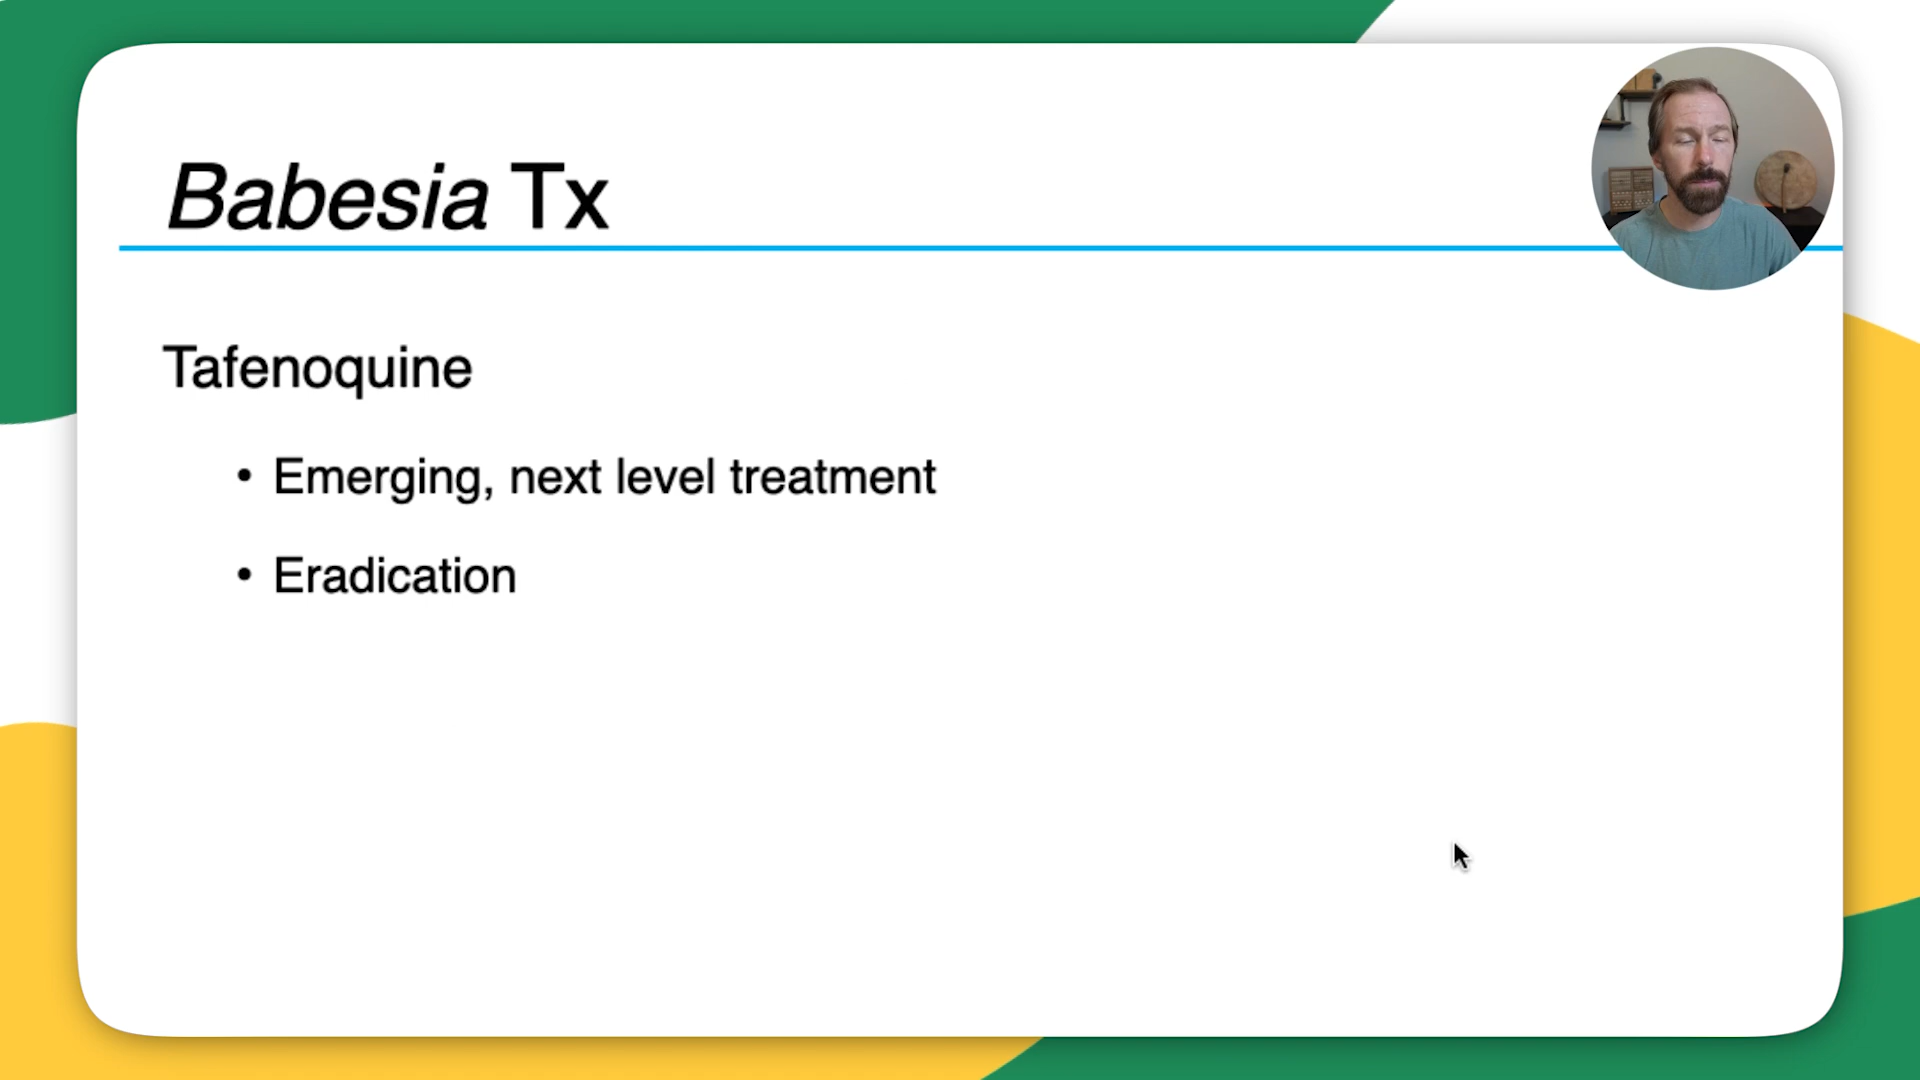 Babesia Tx
Tafenoquine
• Emerging, next level treatment
• Eradication